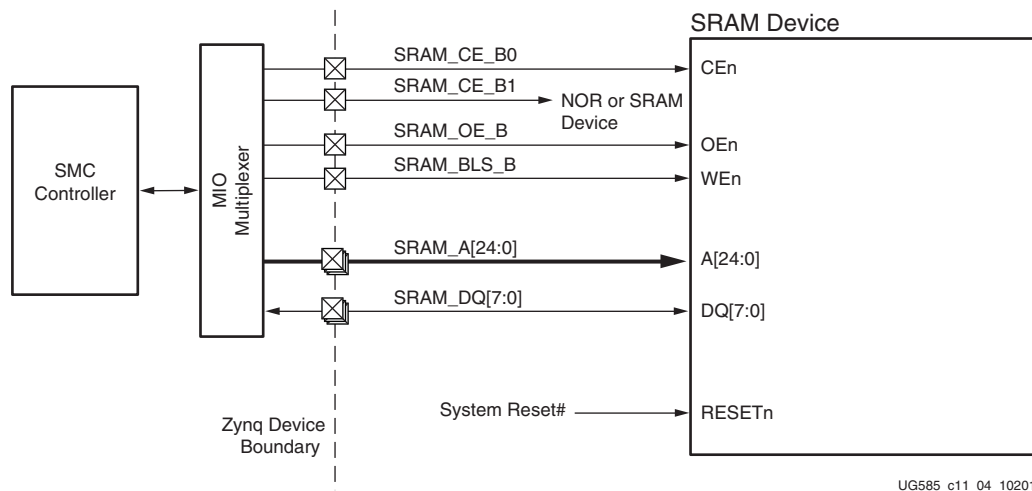 SRAM Device
SRAM_CE_B0
CEn
SRAM_CE_B1
NOR or SRAM
Device
SRAM_OE_B
OEn
SMC
Controller
MIO
Multiplexer
SRAM_BLS_B
WEn
SRAM_A[24:0]
A[24:0]
SRAM_DQ[7:0]
DQ[7:0]
System Reset#
RESETn
Zynq Device
Boundary
UG585_c11_04_10201